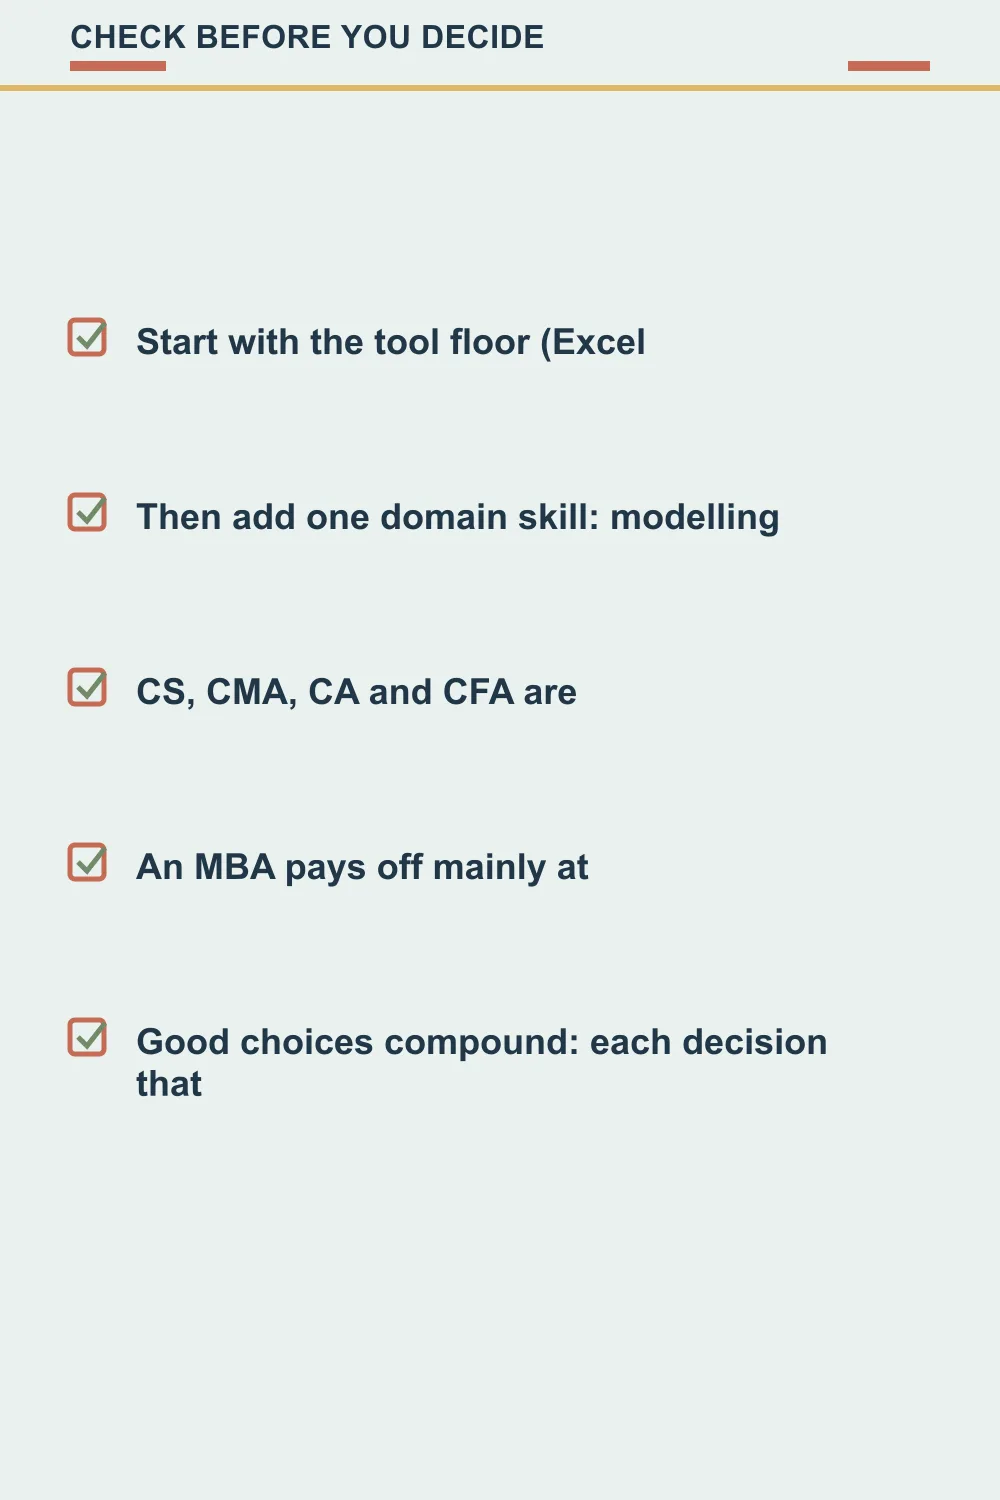 CHECK BEFORE YOU DECIDE
Start with the tool floor (Excel
Then add one domain skill: modelling
CS, CMA, CA and CFA are
An MBA pays off mainly at
Good choices compound: each decision
that